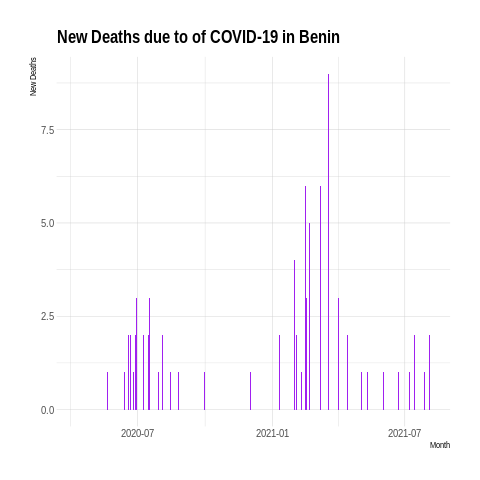 New Deaths due to of COVID-19 in Benin
New Deaths
7.5
5.0
2.5
0.0
2020-07
2021-01
2021-07
Month